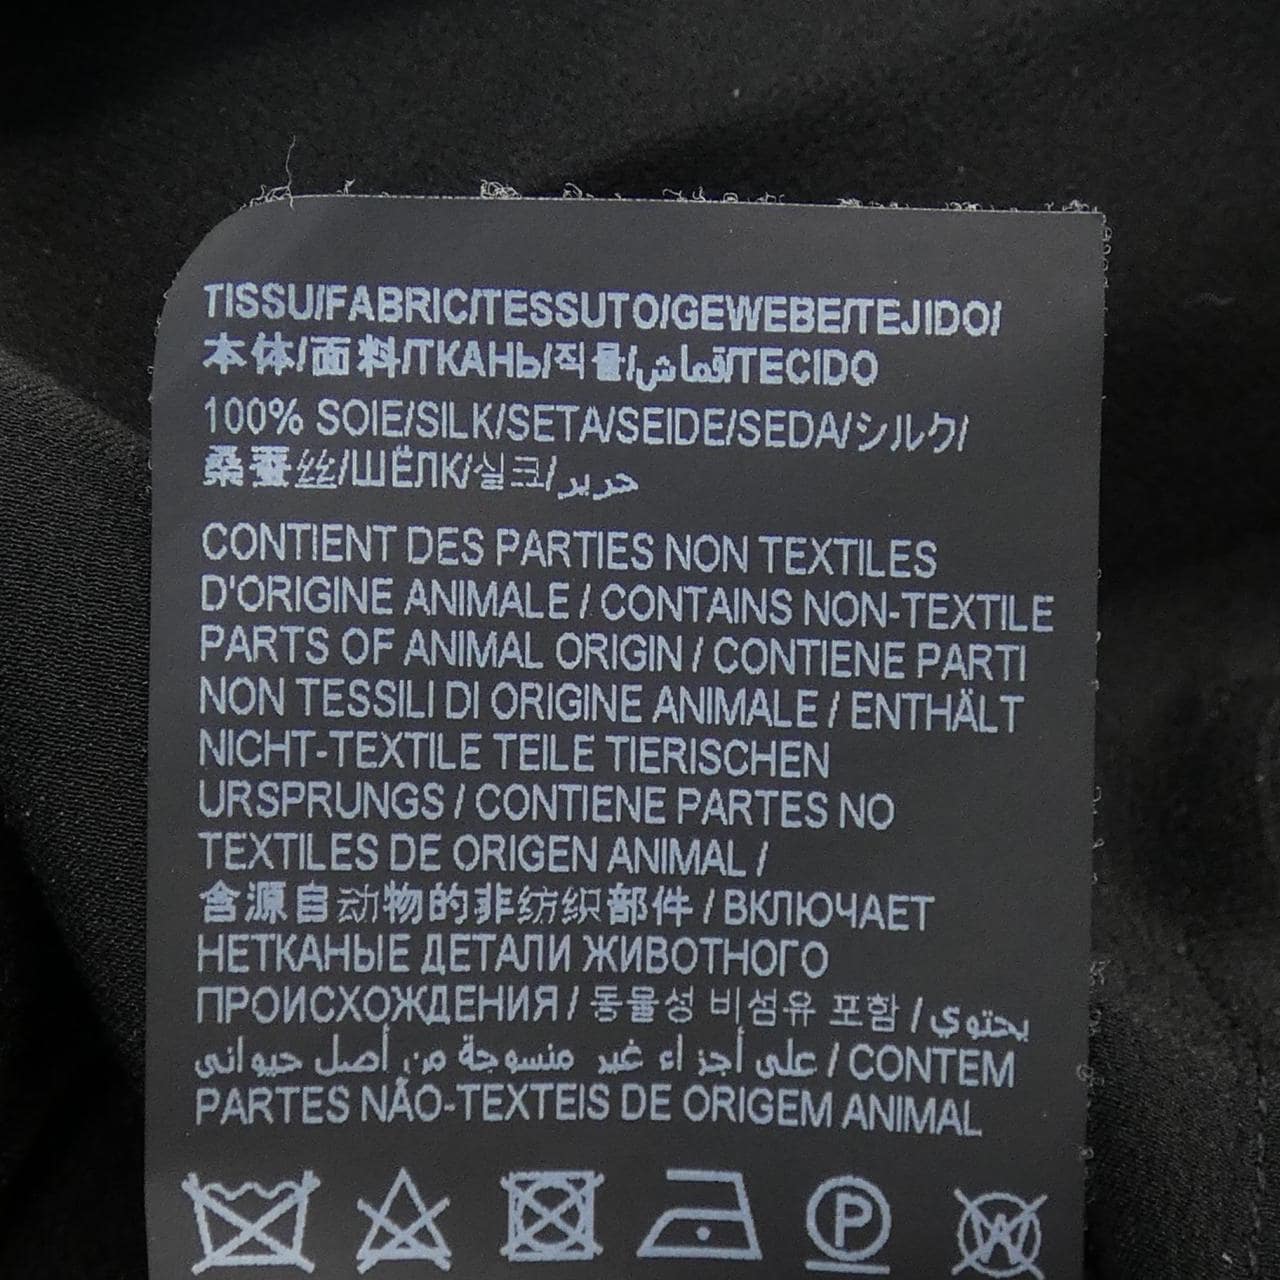 TISSU/FABRIC/TESSUTO/GEWEBE/TEJIDO/
本体/面料/ТКАНЬ/직물/قماش/TECIDO
100% SOIE/SILK/SETA/SEIDE/SEDA/シルク/
桑蚕丝/ШЁЛК/실크/حرير
CONTIENT DES PARTIES NON TEXTILES
D'ORIGINE ANIMALE / CONTAINS NON-TEXTILE
PARTS OF ANIMAL ORIGIN / CONTIENE PARTI
NON TESSILI DI ORIGINE ANIMALE / ENTHÄLT
NICHT-TEXTILE TEILE TIERISCHEN
URSPRUNGS / CONTIENE PARTES NO
TEXTILES DE ORIGEN ANIMAL /
含源自动物的非纺织部件 / ВКЛЮЧАЕТ
НЕТКАНЫЕ ДЕТАЛИ ЖИВОТНОГО
ПРОИСХОЖДЕНИЯ / 동물성 비섬유 포함 / يحتوي
على أجزاء غير منسوجة من أصل حيواني / CONTEM
PARTES NÃO-TEXTEIS DE ORIGEM ANIMAL
P W